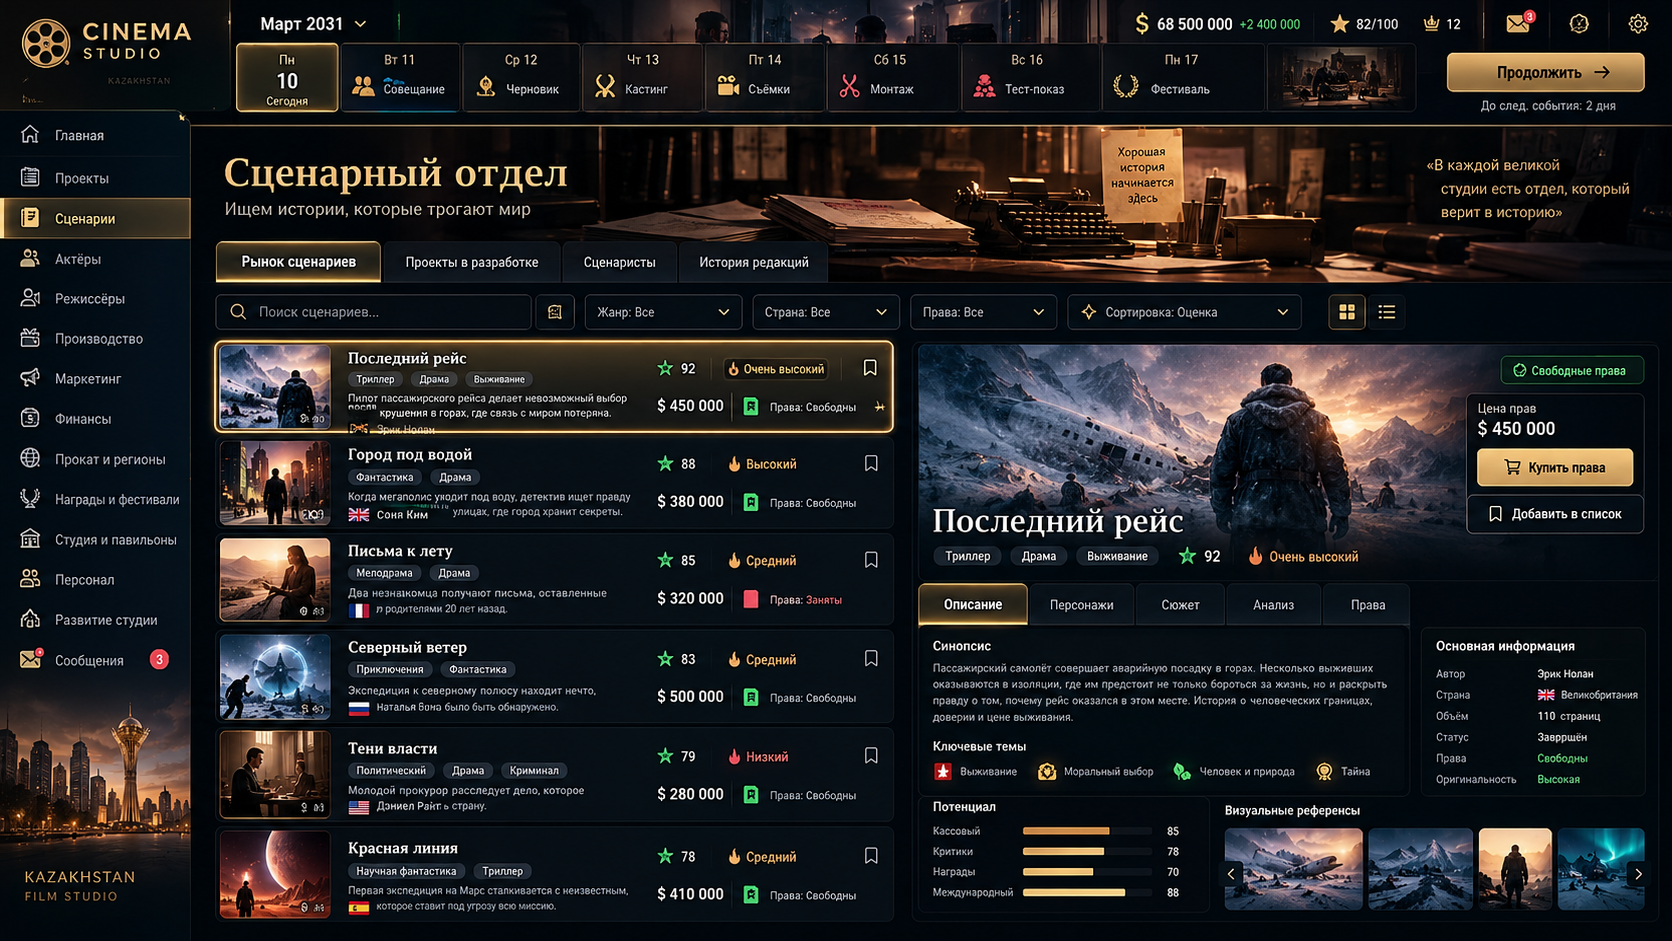 CINEMA
STUDIO
KAZAKHSTAN
Март 2031
$ 68 500 000 +2 400 000
82/100
12
3
Пн
10
Сегодня
Вт 11
Совещание
Ср 12
Черновик
Чт 13
Кастинг
Пт 14
Съёмки
Сб 15
Монтаж
Вс 16
Тест-показ
Пн 17
Фестиваль
Продолжить →
До след. события: 2 дня
Главная
Проекты
Сценарии
Актёры
Режиссёры
Производство
Маркетинг
Финансы
Прокат и регионы
Награды и фестивали
Студия и павильоны
Персонал
Развитие студии
Сообщения 3
KAZAKHSTAN
FILM STUDIO
Сценарный отдел
Ищем истории, которые трогают мир
Хорошая
история
начинается
здесь
«В каждой великой
студии есть отдел, который
верит в историю»
Рынок сценариев
Проекты в разработке
Сценаристы
История редакций
Поиск сценариев...
Жанр: Все
Страна: Все
Права: Все
Сортировка: Оценка
Последний рейс
Триллер Драма Выживание
Пилот пассажирского рейса делает невозможный выбор
крушения в горах, где связь с миром потеряна.
Эрик Нолан
92
Очень высокий
$ 450 000
Права: Свободны
Город под водой
Фантастика Драма
Когда мегаполис уходит под воду, детектив ищет правду
улицах, где город хранит секреты.
Соня Ким
88
Высокий
$ 380 000
Права: Свободны
Письма к лету
Мелодрама Драма
Два незнакомца получают письма, оставленные
родителями 20 лет назад.
85
Средний
$ 320 000
Права: Заняты
Северный ветер
Приключения Фантастика
Экспедиция к северному полюсу находит нечто,
Наталья было быть обнаружено.
83
Средний
$ 500 000
Права: Свободны
Тени власти
Политический Драма Криминал
Молодой прокурор расследует дело, которое
Дэниел Райт ь страну.
79
Низкий
$ 280 000
Права: Свободны
Красная линия
Научная фантастика Триллер
Первая экспедиция на Марс сталкивается с неизвестным,
которое ставит под угрозу всю миссию.
78
Средний
$ 410 000
Права: Свободны
Свободные права
Цена прав
$ 450 000
Купить права
Добавить в список
Последний рейс
Триллер Драма Выживание 92 Очень высокий
Описание
Персонажи
Сюжет
Анализ
Права
Синопсис
Пассажирский самолёт совершает аварийную посадку в горах. Несколько выживших
оказываются в изоляции, где им предстоит не только бороться за жизнь, но и раскрыть
правду о том, почему рейс оказался в этом месте. История о человеческих границах,
доверии и цене выживания.
Ключевые темы
Выживание
Моральный выбор
Человек и природа
Тайна
Основная информация
Автор Эрик Нолан
Страна Великобритания
Объём 110 страниц
Статус Заврршён
Права Свободны
Оригинальность Высокая
Потенциал
Кассовый 85
Критики 78
Награды 70
Международный 88
Визуальные референсы